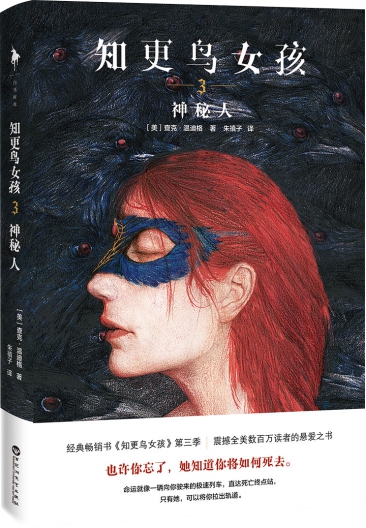 知更鸟女孩
3
神秘人
［美］查克·温迪格 著 朱禛子 译
知更鸟女孩
3
神秘人
［美］查克·温迪格 著
朱禛子 译
经典畅销书《知更鸟女孩》第三季 震撼全美数百万读者的悬爱之书
也许你忘了，她知道你将如何死去。
命运就像一辆向你驶来的极速列车，直达死亡终点站，
只有她，可以将你拉出轨道。